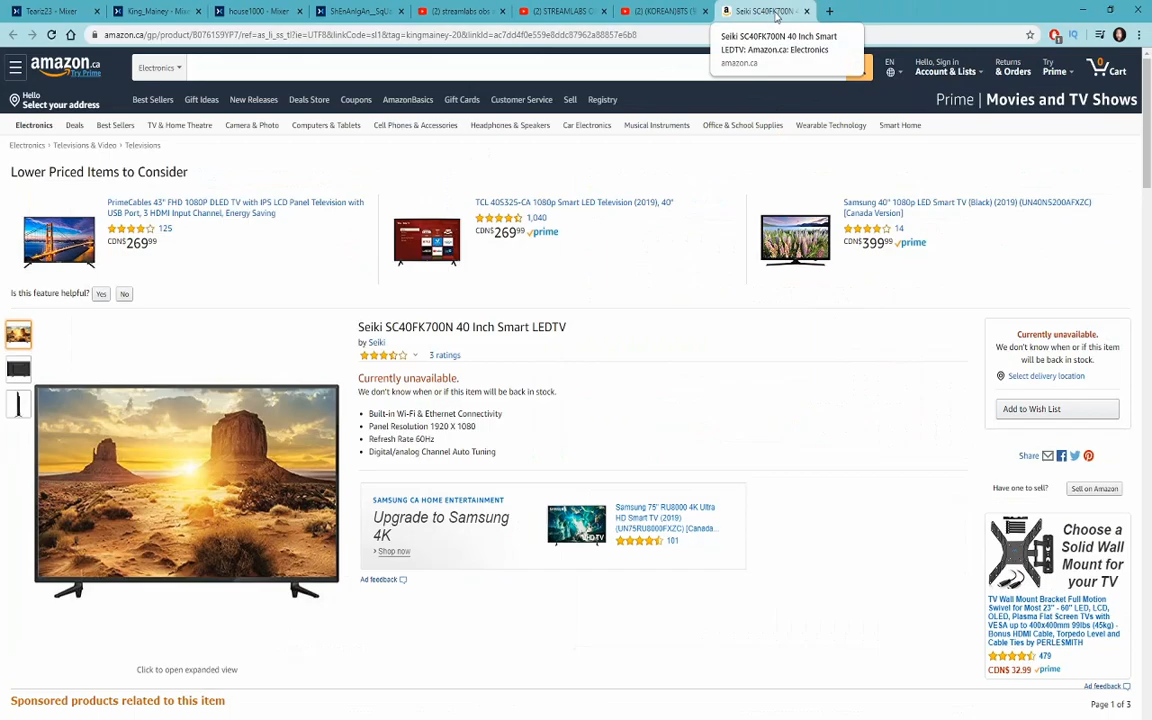 Teariz23 - Mixer
King_Mainey - Mix
house1000 - Mixer
ShEnAnIgAn__SqU
(2) streamlabs obs
(2) STREAMLABS
(2) (KOREAN)BTS (
Seiki SC40FK700N 4
amazon.ca/gp/product/B0761S9YP7/ref=as_li_ss_tl?ie=UTF8&linkCode=sl1&tag=kingmainey-20&linkId=ac7dd4f0e559e8ddc87962a88857e6b8
Seiki SC40FK700N 40 Inch Smart
LEDTV: Amazon.ca: Electronics
amazon.ca
amazon.ca
Try Prime
Electronics
EN
Hello, Sign in
Account & Lists
Returns
& Orders
Try
Prime
0
Cart
Hello
Select your address
Best Sellers
Gift Ideas
New Releases
Deals Store
Coupons
AmazonBasics
Gift Cards
Customer Service
Sell
Registry
Prime | Movies and TV Shows
Electronics
Deals
Best Sellers
TV & Home Theatre
Camera & Photo
Computers & Tablets
Cell Phones & Accessories
Headphones & Speakers
Car Electronics
Musical Instruments
Office & School Supplies
Wearable Technology
Smart Home
Electronics › Televisions & Video › Televisions
Lower Priced Items to Consider
PrimeCables 43" FHD 1080P DLED TV with IPS LCD Panel Television with
USB Port, 3 HDMI Input Channel, Energy Saving
125
CDN$ 269.99
TCL 40S325-CA 1080p Smart LED Television (2019), 40"
1,040
CDN$ 269.99 prime
Samsung 40" 1080p LED Smart TV (Black) (2019) (UN40N5200AFXZC)
[Canada Version]
14
CDN$ 399.99 prime
Is this feature helpful? Yes No
Seiki SC40FK700N 40 Inch Smart LEDTV
by Seiki
3 ratings
Currently unavailable.
We don't know when or if this item will be back in stock.
• Built-in Wi-Fi & Ethernet Connectivity
• Panel Resolution 1920 X 1080
• Refresh Rate 60Hz
• Digital/analog Channel Auto Tuning
Click to open expanded view
SAMSUNG CA HOME ENTERTAINMENT
Upgrade to Samsung
4K
› Shop now
Samsung 75" RU8000 4K Ultra
HD Smart TV (2019)
(UN75RU8000FXZC) [Canada...
101
Ad feedback
Currently unavailable.
We don't know when or if this
item will be back in stock.
Select delivery location
Add to Wish List
Share
Have one to sell?
Sell on Amazon
Choose a
Solid Wall
Mount for
your TV
TV Wall Mount Bracket Full Motion
Swivel for Most 23" - 60" LED, LCD,
OLED, Plasma Flat Screen TVs with
VESA up to 400x400mm 99lbs (45kg) -
Bonus HDMI Cable, Torpedo Level and
Cable Ties by PERLESMITH
479
CDN$ 32.99 prime
Ad feedback
Sponsored products related to this item
Page 1 of 3